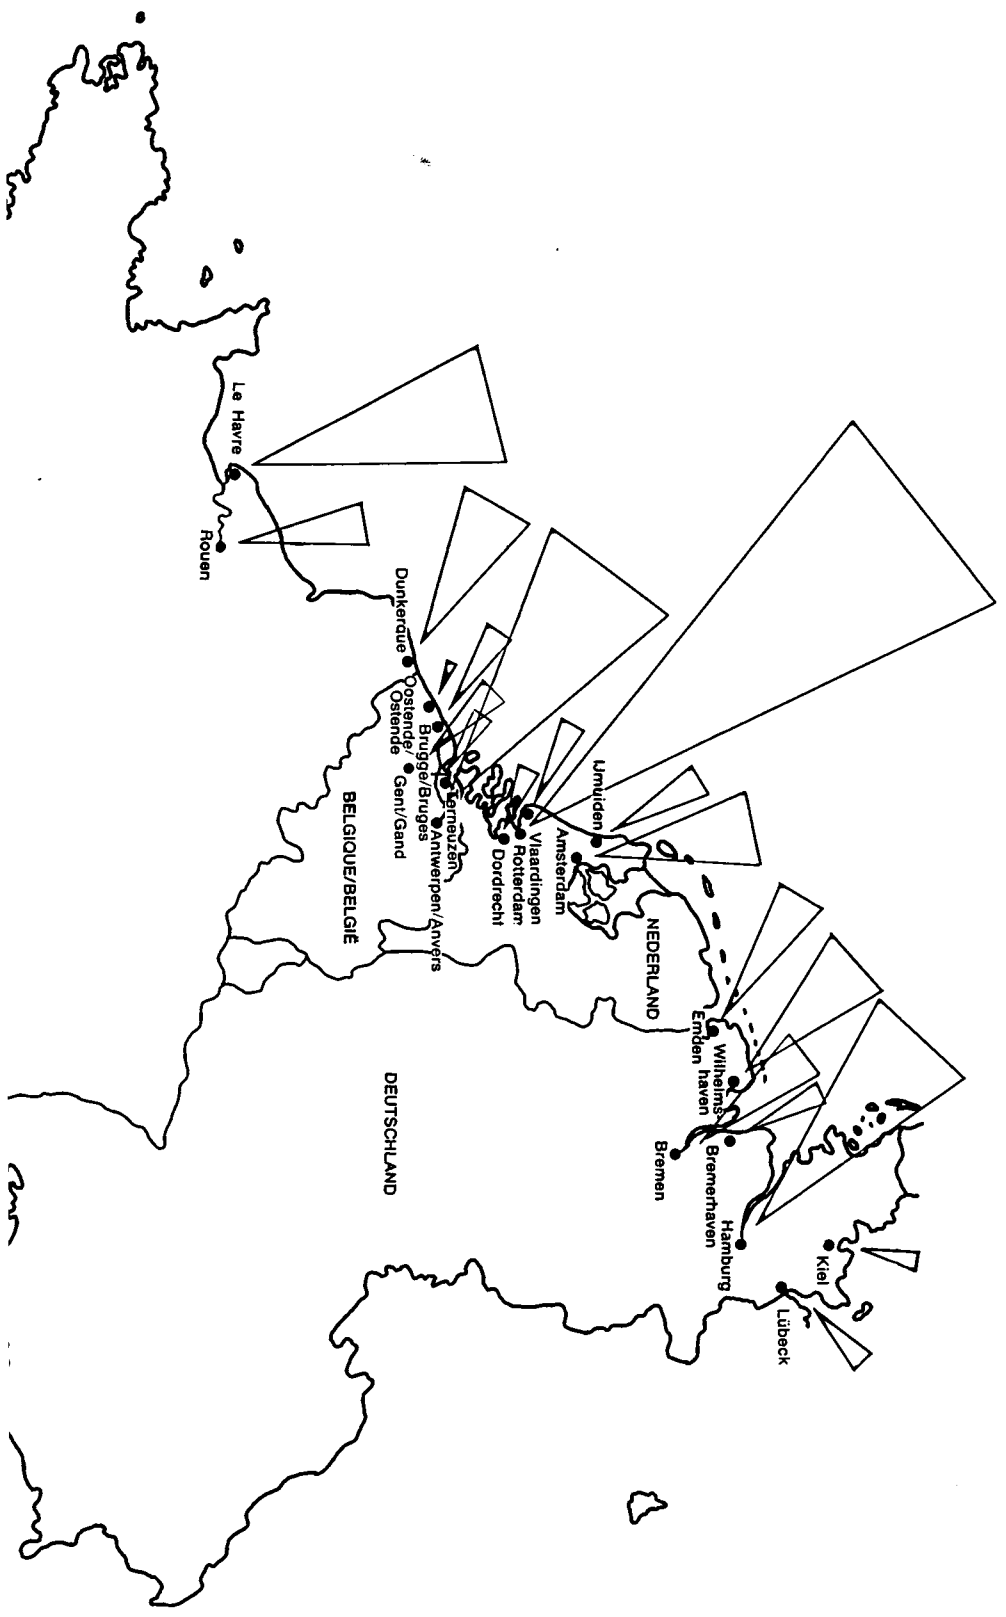 Le Havre
Rouen
Dunkerque
Oostende/
Ostende
Brugge/Bruges
Gent/Gand
Terneuzen
Antwerpen/Anvers
BELGIQUE/BELGIË
IJmuiden
Amsterdam
Vlaardingen
Rotterdam
Dordrecht
NEDERLAND
Emden
Wilhelms-
haven
Bremen
Bremerhaven
Hamburg
Kiel
Lübeck
DEUTSCHLAND